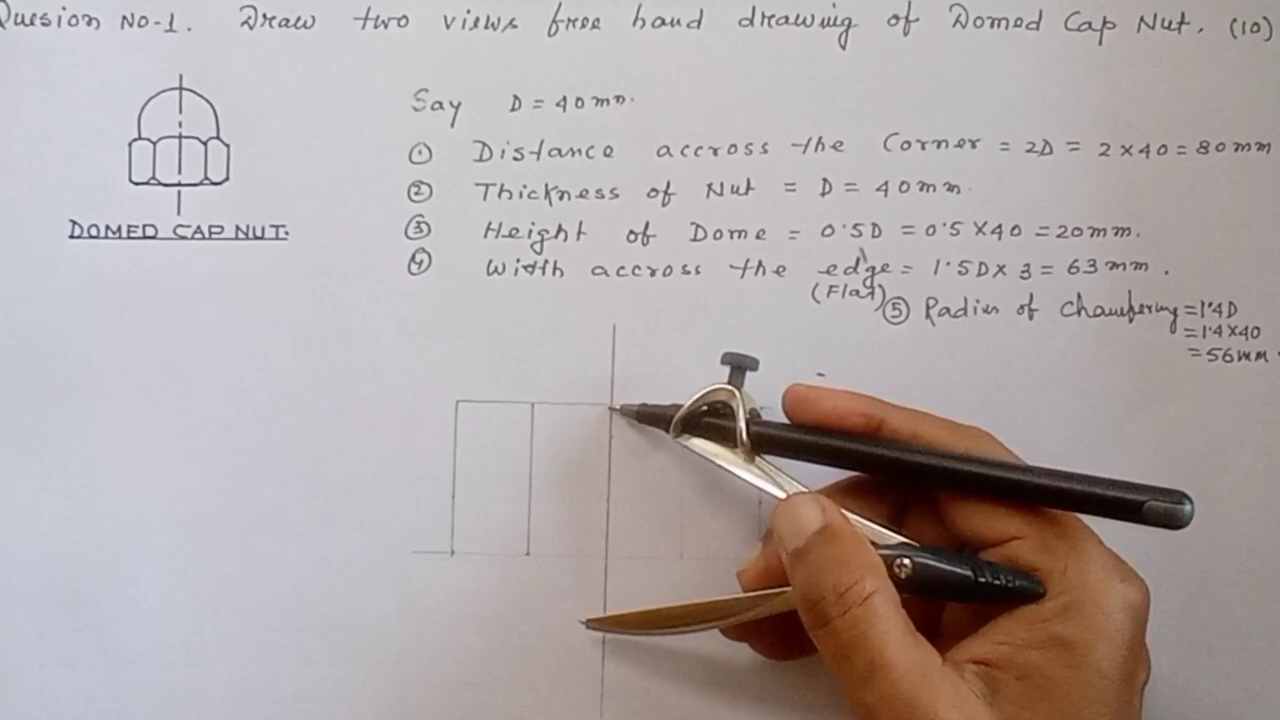 Quesion No-1. Draw two views free hand drawing of Domed Cap Nut. (10)
Say D = 40mm.
① Distance accross the Corner = 2D = 2×40 = 80mm
② Thickness of Nut = D = 40mm.
③ Height of Dome = 0.5D = 0.5×40 = 20mm.
④ Width accross the edge = 1.5D×3 = 63mm.
(Flat)
⑤ Radius of Chamfering = 1.4D
= 1.4×40
= 56mm.
DOMED CAP NUT.